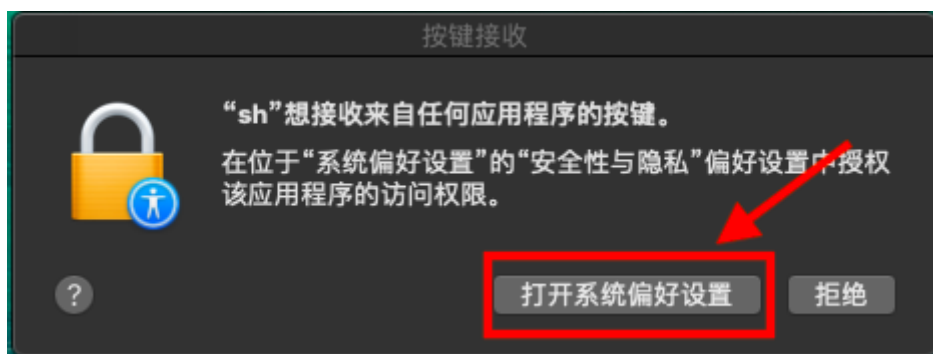 按键接收
“sh”想接收来自任何应用程序的按键。
在位于“系统偏好设置”的“安全性与隐私”偏好设置中授权
该应用程序的访问权限。
?
打开系统偏好设置
拒绝